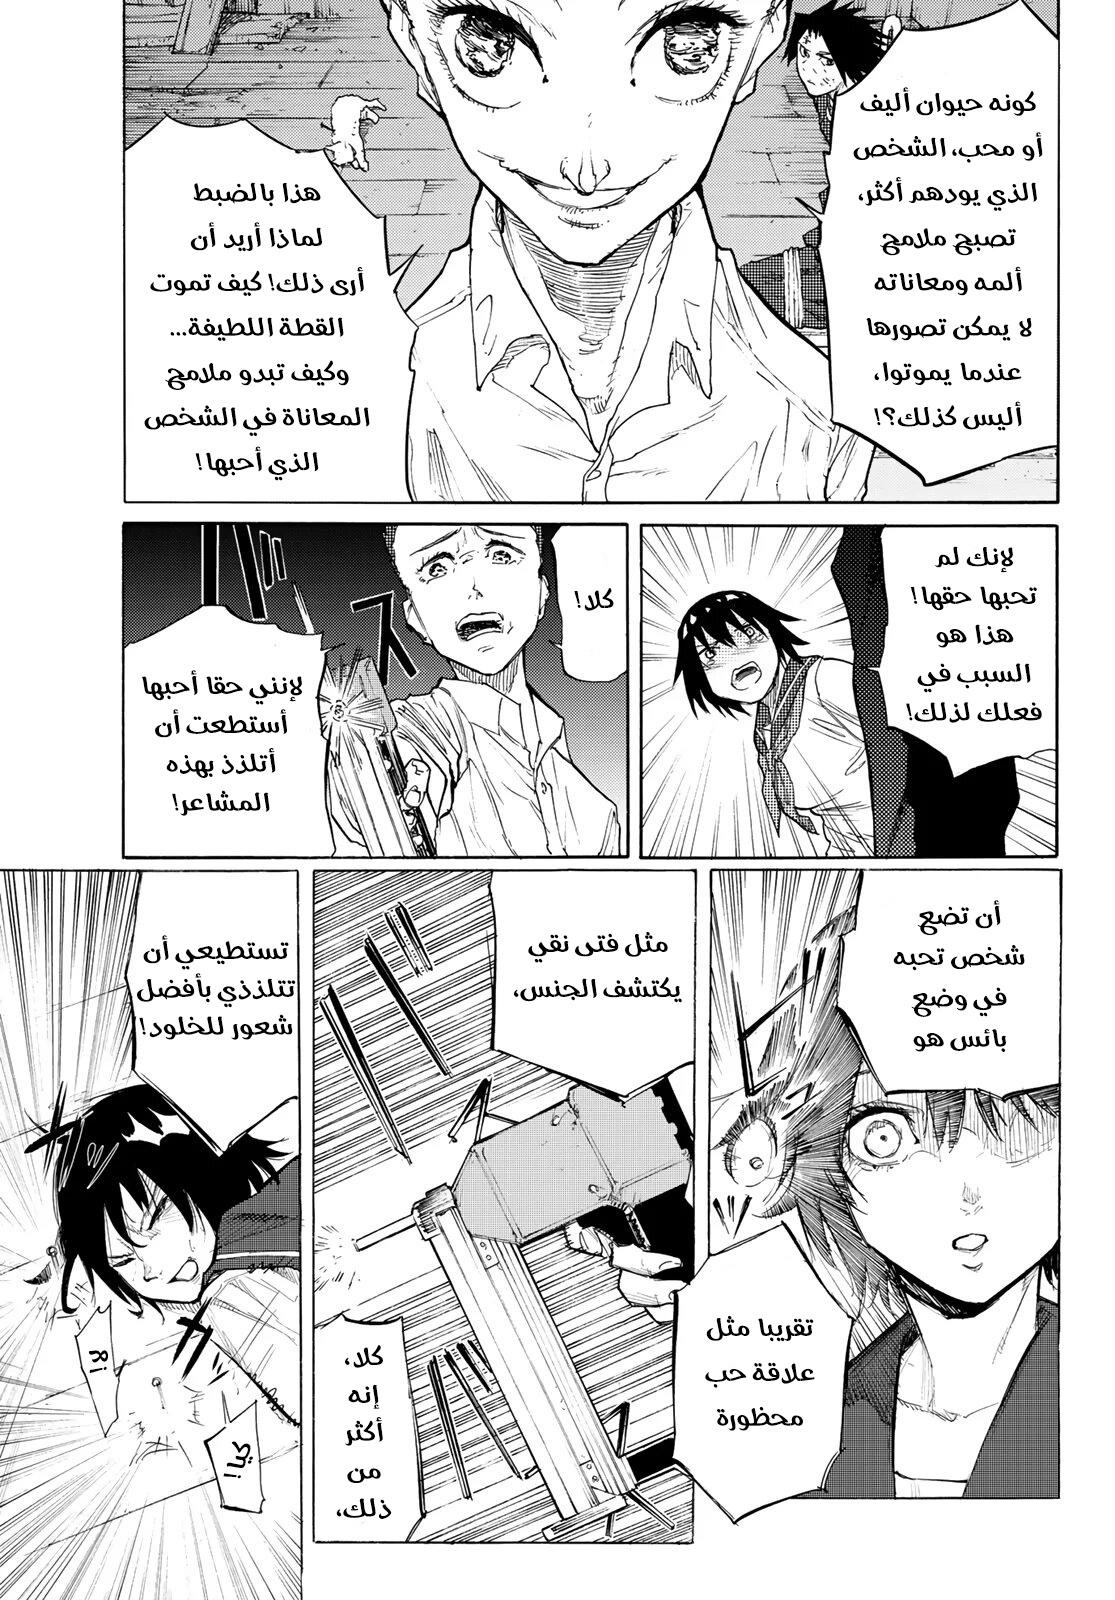 كونه حيوان أليف
أو محب، الشخص
الذي يودهم أكثر،
تصبح ملامح
ألمه ومعاناته
لا يمكن تصورها
عندما يموتوا،
أليس كذلك؟!
هذا بالضبط
لماذا أريد أن
أرى ذلك! كيف تموت
القطة اللطيفة...
وكيف تبدو ملامح
المعاناة في الشخص
الذي أحبها!
لإنك لم
تحبها حقها!
هذا هو
السبب في
فعلك لذلك!
كلا!
لإنني حقا أحبها
أستطعت أن
أتلذذ بهذه
المشاعر!
أن تضع
شخص تحبه
في وضع
بائس هو
تقريبا مثل
علاقة حب
محظورة
مثل فتى نقي
يكتشف الجنس،
كلا،
إنه
أكثر
من
ذلك،
تستطيعي أن
تتلذذي بأفضل
شعور للخلود!